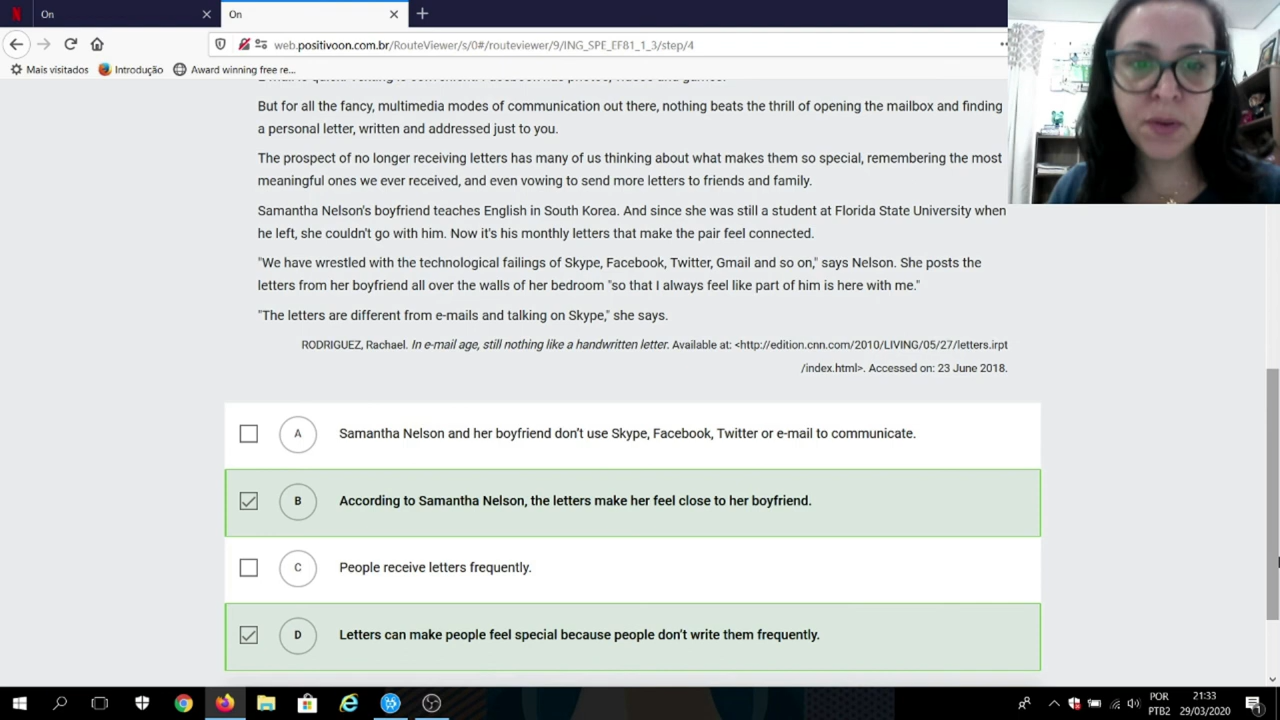 On
On
web.positivoon.com.br/RouteViewer/s/0#/routeviewer/9/ING_SPE_EF81_1_3/step/4
Mais visitados Introdução Award winning free re...
But for all the fancy, multimedia modes of communication out there, nothing beats the thrill of opening the mailbox and finding
a personal letter, written and addressed just to you.
The prospect of no longer receiving letters has many of us thinking about what makes them so special, remembering the most
meaningful ones we ever received, and even vowing to send more letters to friends and family.
Samantha Nelson's boyfriend teaches English in South Korea. And since she was still a student at Florida State University when
he left, she couldn't go with him. Now it's his monthly letters that make the pair feel connected.
"We have wrestled with the technological failings of Skype, Facebook, Twitter, Gmail and so on," says Nelson. She posts the
letters from her boyfriend all over the walls of her bedroom "so that I always feel like part of him is here with me."
"The letters are different from e-mails and talking on Skype," she says.
RODRIGUEZ, Rachael. In e-mail age, still nothing like a handwritten letter. Available at: <http://edition.cnn.com/2010/LIVING/05/27/letters.irpt
/index.html>. Accessed on: 23 June 2018.
A Samantha Nelson and her boyfriend don't use Skype, Facebook, Twitter or e-mail to communicate.
B According to Samantha Nelson, the letters make her feel close to her boyfriend.
C People receive letters frequently.
D Letters can make people feel special because people don't write them frequently.
POR 21:33
PTB2 29/03/2020